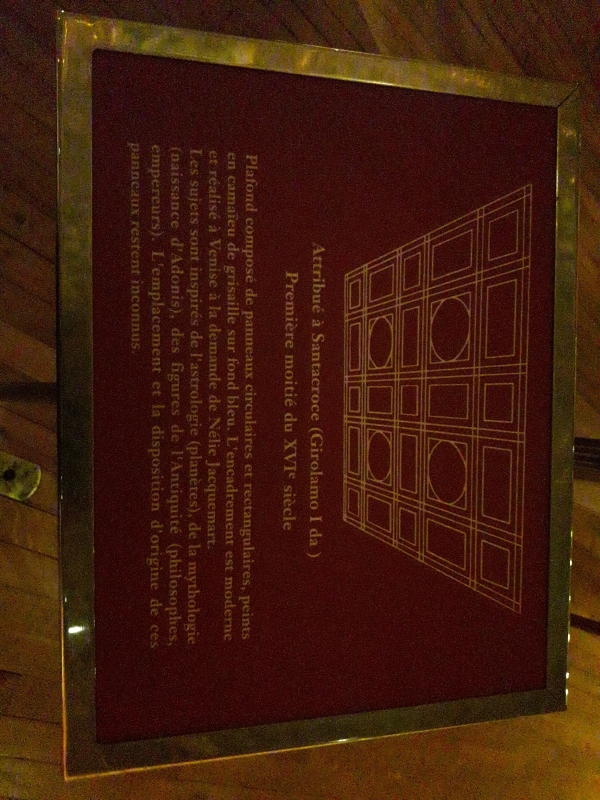 Attribué à Santacroce (Girolamo I da )
Première moitié du XVIe siècle
Plafond composé de panneaux circulaires et rectangulaires, peints
en camaïeu de grisaille sur fond bleu. L'encadrement est moderne
et réalisé à Venise à la demande de Nélie Jacquemart.
Les sujets sont inspirés de l'astrologie (planètes), de la mythologie
(naissance d'Adonis), des figures de l'Antiquité (philosophes,
empereurs). L'emplacement et la disposition d'origine de ces
panneaux restent inconnus.